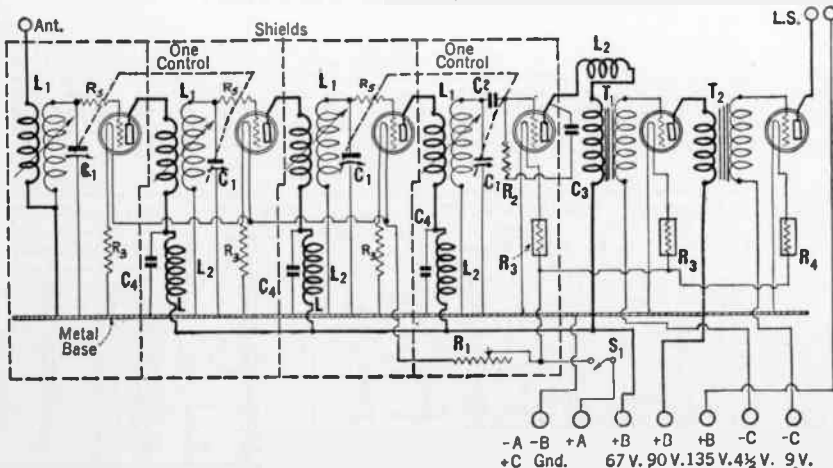 Ant.
Shields
L.S.
One Control
One Control
L2
L1
R5
L1
R5
L1
R5
L1
C2
T1
T2
C1
C1
C1
C1
R2
C3
R3
C4
L2
R3
C4
L2
R3
C4
L2
R3
R3
R4
L
L
Metal Base
R1
S1
-A -B +A +B +B +B -C -C
+C Gnd. 67 V. 90 V. 135 V. 4½ V. 9 V.